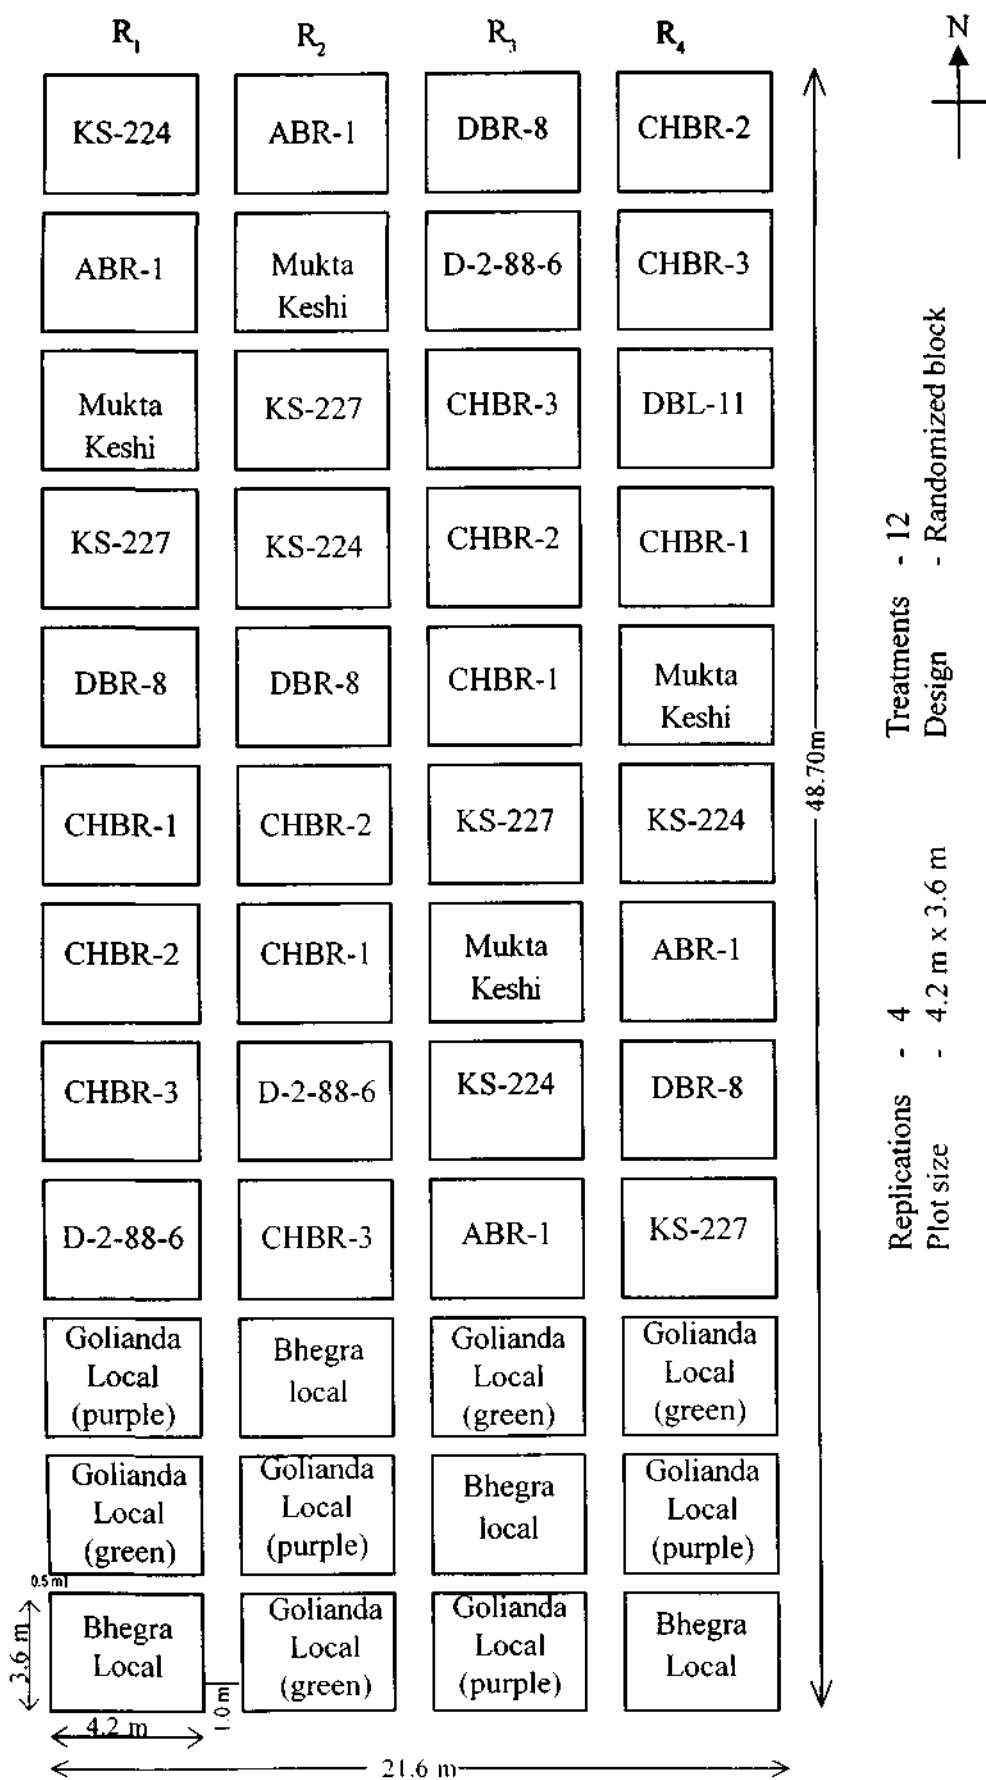 R1 R2 R3 R4
N
KS-224
ABR-1
DBR-8
CHBR-2
ABR-1
Mukta
Keshi
D-2-88-6
CHBR-3
Mukta
Keshi
KS-227
CHBR-3
DBL-11
KS-227
KS-224
CHBR-2
CHBR-1
DBR-8
DBR-8
CHBR-1
Mukta
Keshi
CHBR-1
CHBR-2
KS-227
KS-224
CHBR-2
CHBR-1
Mukta
Keshi
ABR-1
CHBR-3
D-2-88-6
KS-224
DBR-8
D-2-88-6
CHBR-3
ABR-1
KS-227
Golianda
Local
(purple)
Bhegra
local
Golianda
Local
(green)
Golianda
Local
(green)
Golianda
Local
(green)
Golianda
Local
(purple)
Bhegra
local
Golianda
Local
(purple)
0.5 m
Bhegra
Local
Golianda
Local
(green)
Golianda
Local
(purple)
Bhegra
Local
3.6 m
4.2 m
1.0 m
21.6 m
48.70m
Replications - 4 Treatments - 12
Plot size - 4.2 m x 3.6 m Design - Randomized block